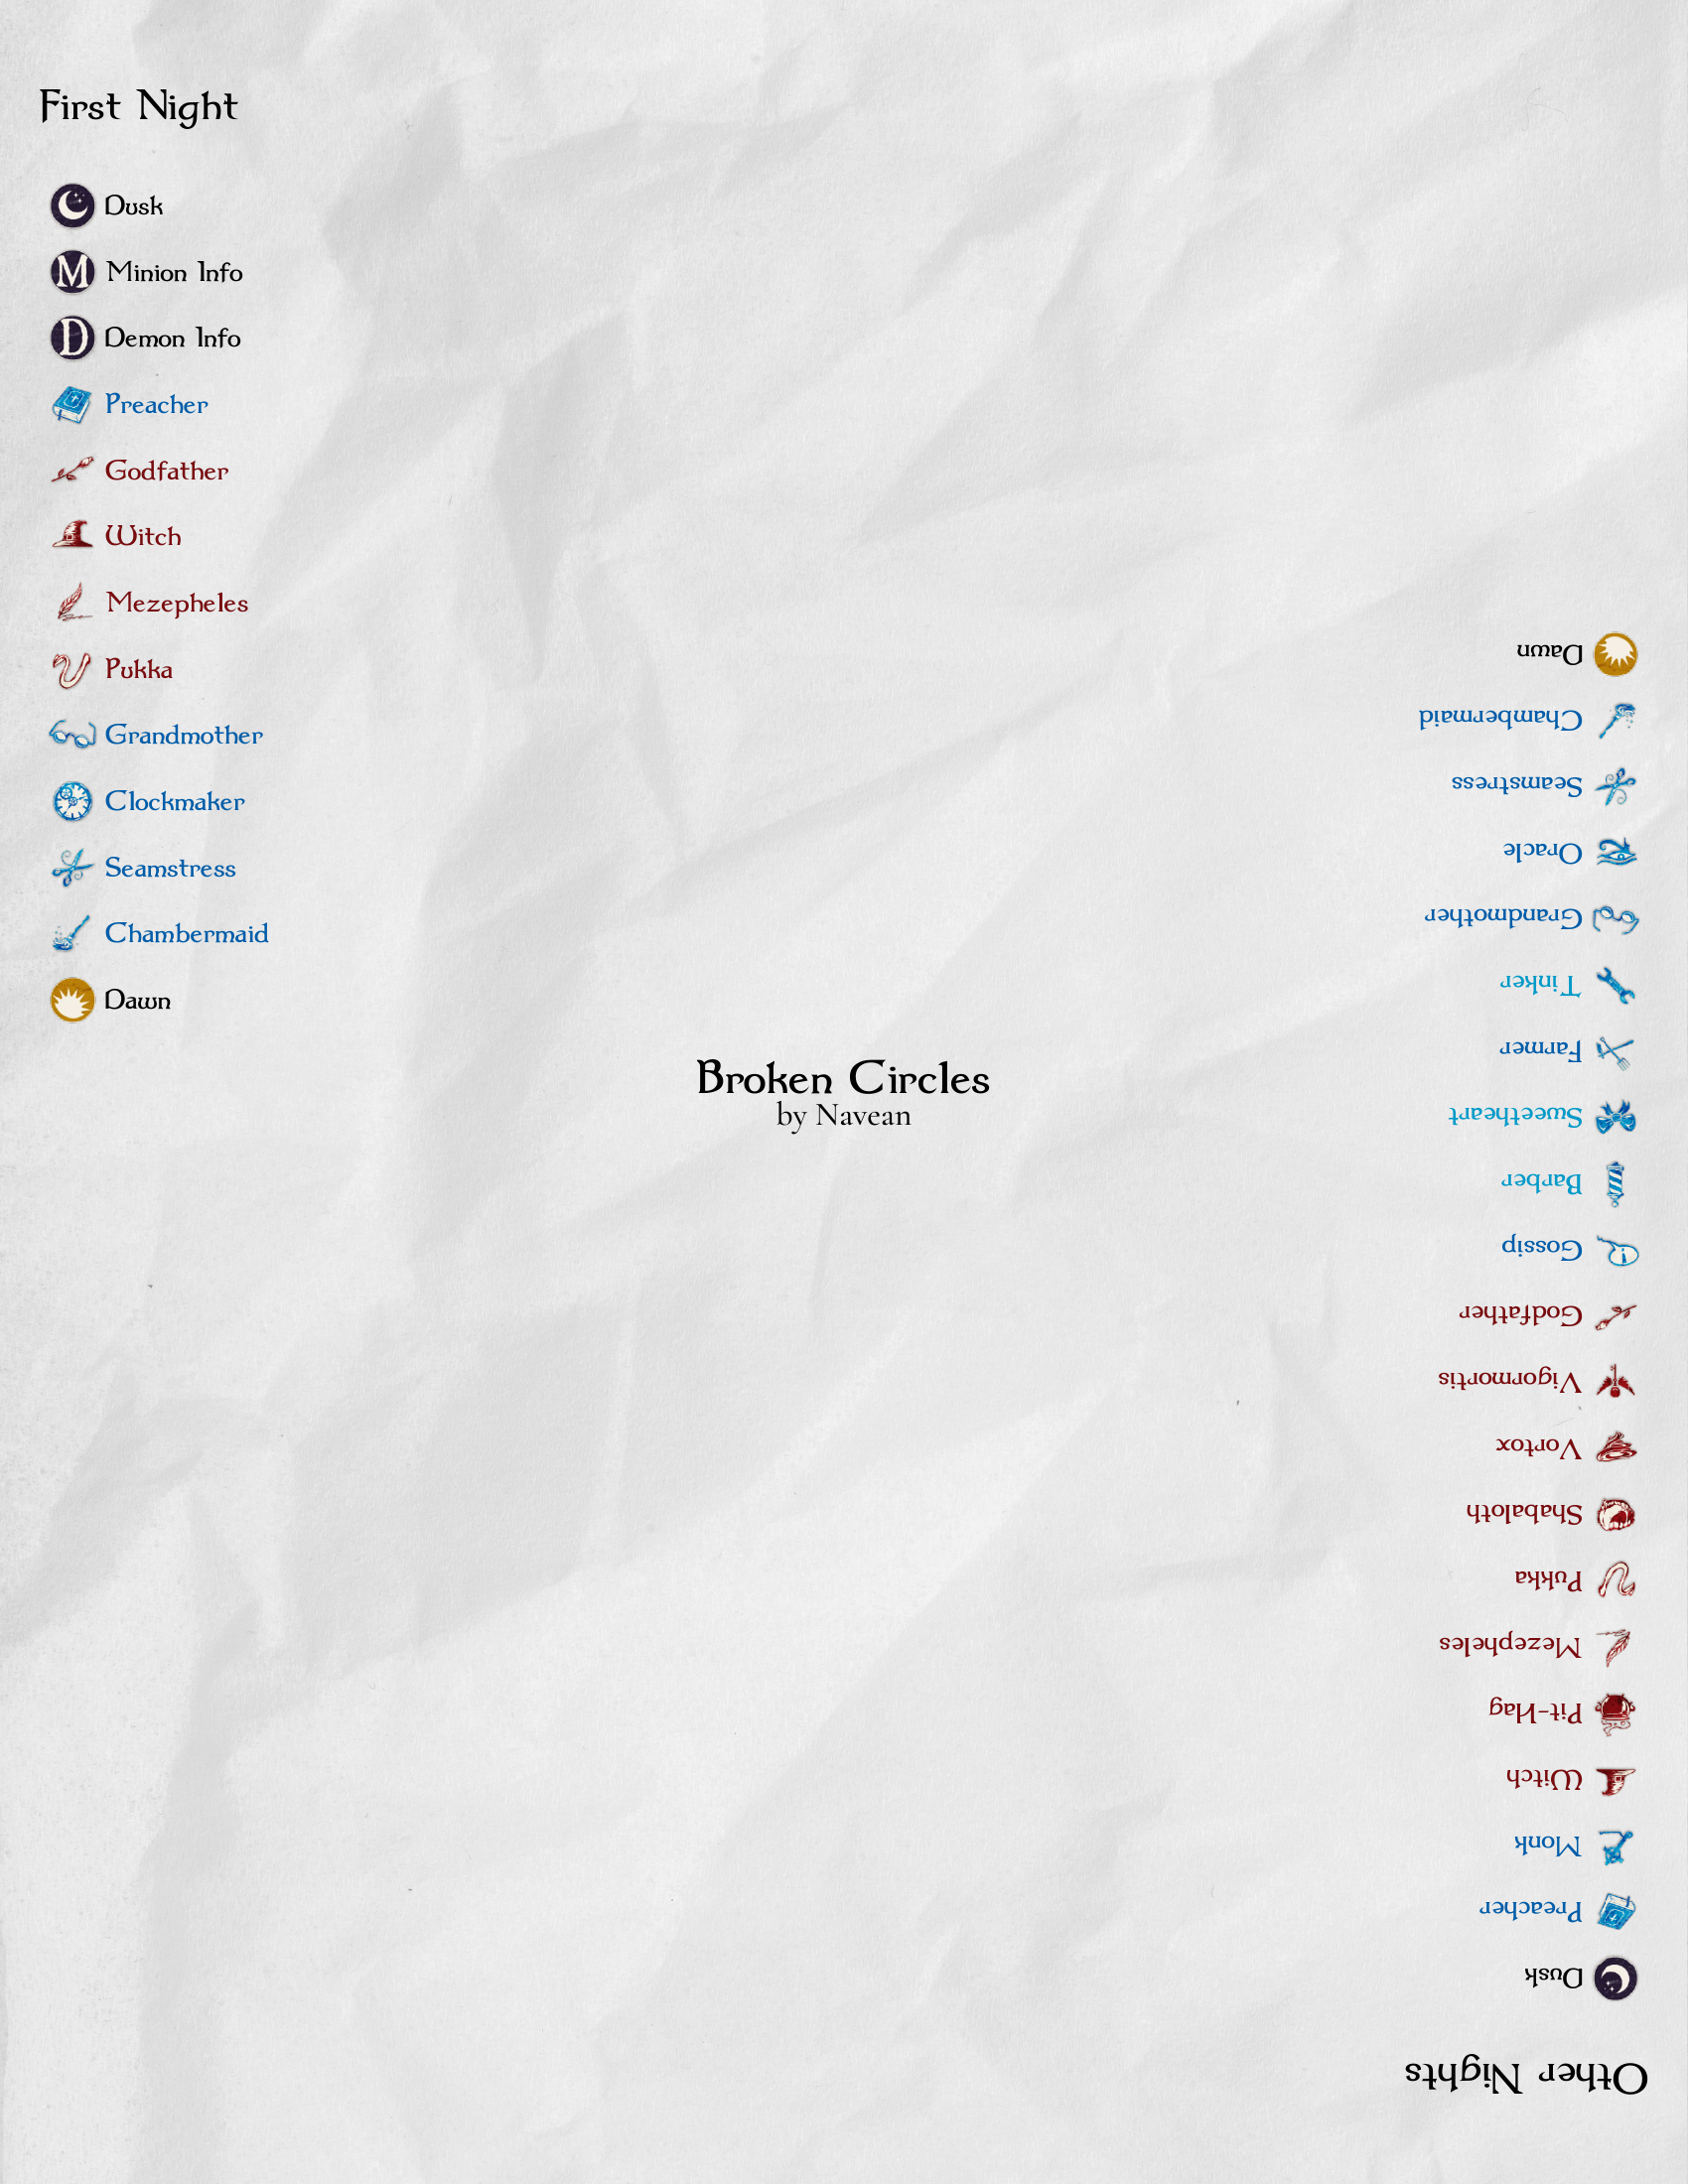 First Night
Dusk
M Minion Info
D Demon Info
Preacher
Godfather
Witch
Mezepheles
Pukka
Grandmother
Clockmaker
Seamstress
Chambermaid
Dawn
Broken Circles
by Navean
Other Nights
Dusk
Preacher
Monk
Witch
Pit-Hag
Mezepheles
Pukka
Shabaloth
Vortox
Vigormortis
Godfather
Gossip
Barber
Sweetheart
Farmer
Tinker
Grandmother
Oracle
Seamstress
Chambermaid
Dawn